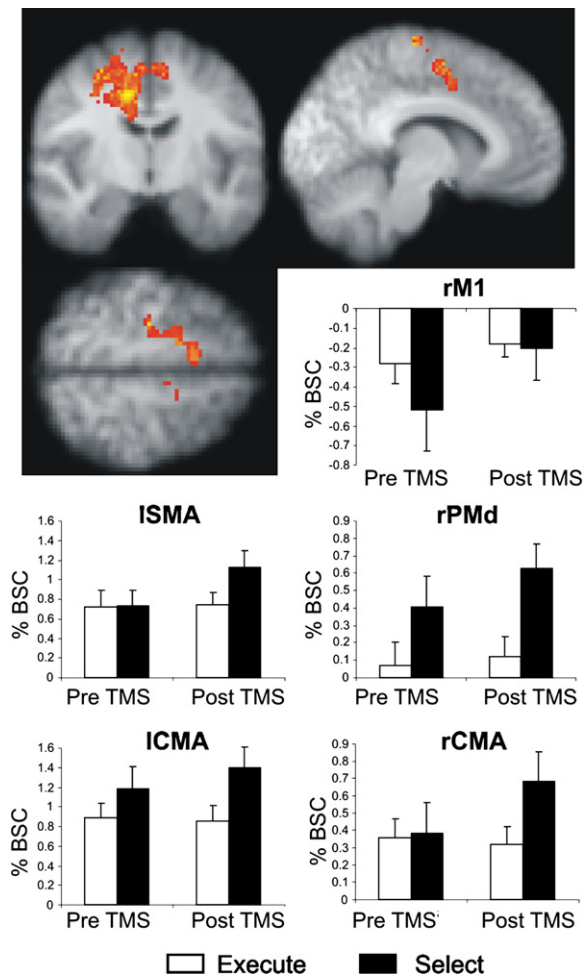 rM1
% BSC
0
-0.1
-0.2
-0.3
-0.4
-0.5
-0.6
-0.7
-0.8
Pre TMS Post TMS
lSMA
% BSC
1.6
1.4
1.2
1
0.8
0.6
0.4
0.2
0
Pre TMS Post TMS
rPMd
% BSC
0.9
0.8
0.7
0.6
0.5
0.4
0.3
0.2
0.1
0
Pre TMS Post TMS
lCMA
% BSC
1.6
1.4
1.2
1
0.8
0.6
0.4
0.2
0
Pre TMS Post TMS
rCMA
% BSC
0.9
0.8
0.7
0.6
0.5
0.4
0.3
0.2
0.1
0
Pre TMS Post TMS
Execute Select